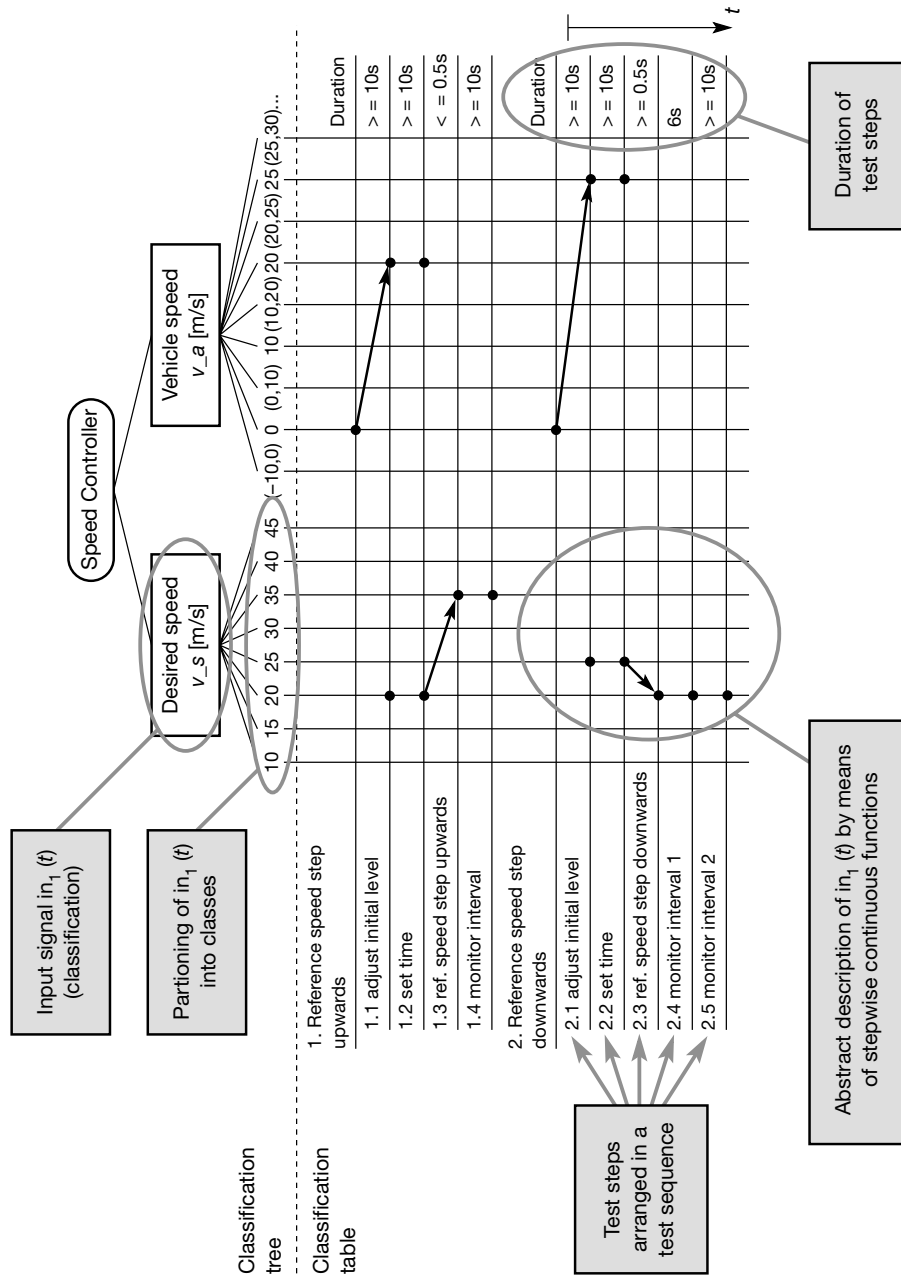 Speed Controller
Input signal in₁ (t)
(classification)
Desired speed
v_s [m/s]
Vehicle speed
v_a [m/s]
Partioning of in₁ (t)
into classes
Classification
tree
10 15 20 25 30 35 40 45 (−10,0) 0 (0,10) 10 (10,20) 20 (20,25) 25 (25,30)...
Classification
table
1. Reference speed step
upwards
Duration
1.1 adjust initial level
> = 10s
1.2 set time
> = 10s
1.3 ref. speed step upwards
< = 0.5s
1.4 monitor interval
> = 10s
2. Reference speed step
downwards
Duration
2.1 adjust initial level
> = 10s
2.2 set time
> = 10s
2.3 ref. speed step downwards
> = 0.5s
2.4 monitor interval 1
6s
2.5 monitor interval 2
> = 10s
t
Test steps
arranged in a
test sequence
Abstract description of in₁ (t) by means
of stepwise continuous functions
Duration of
test steps